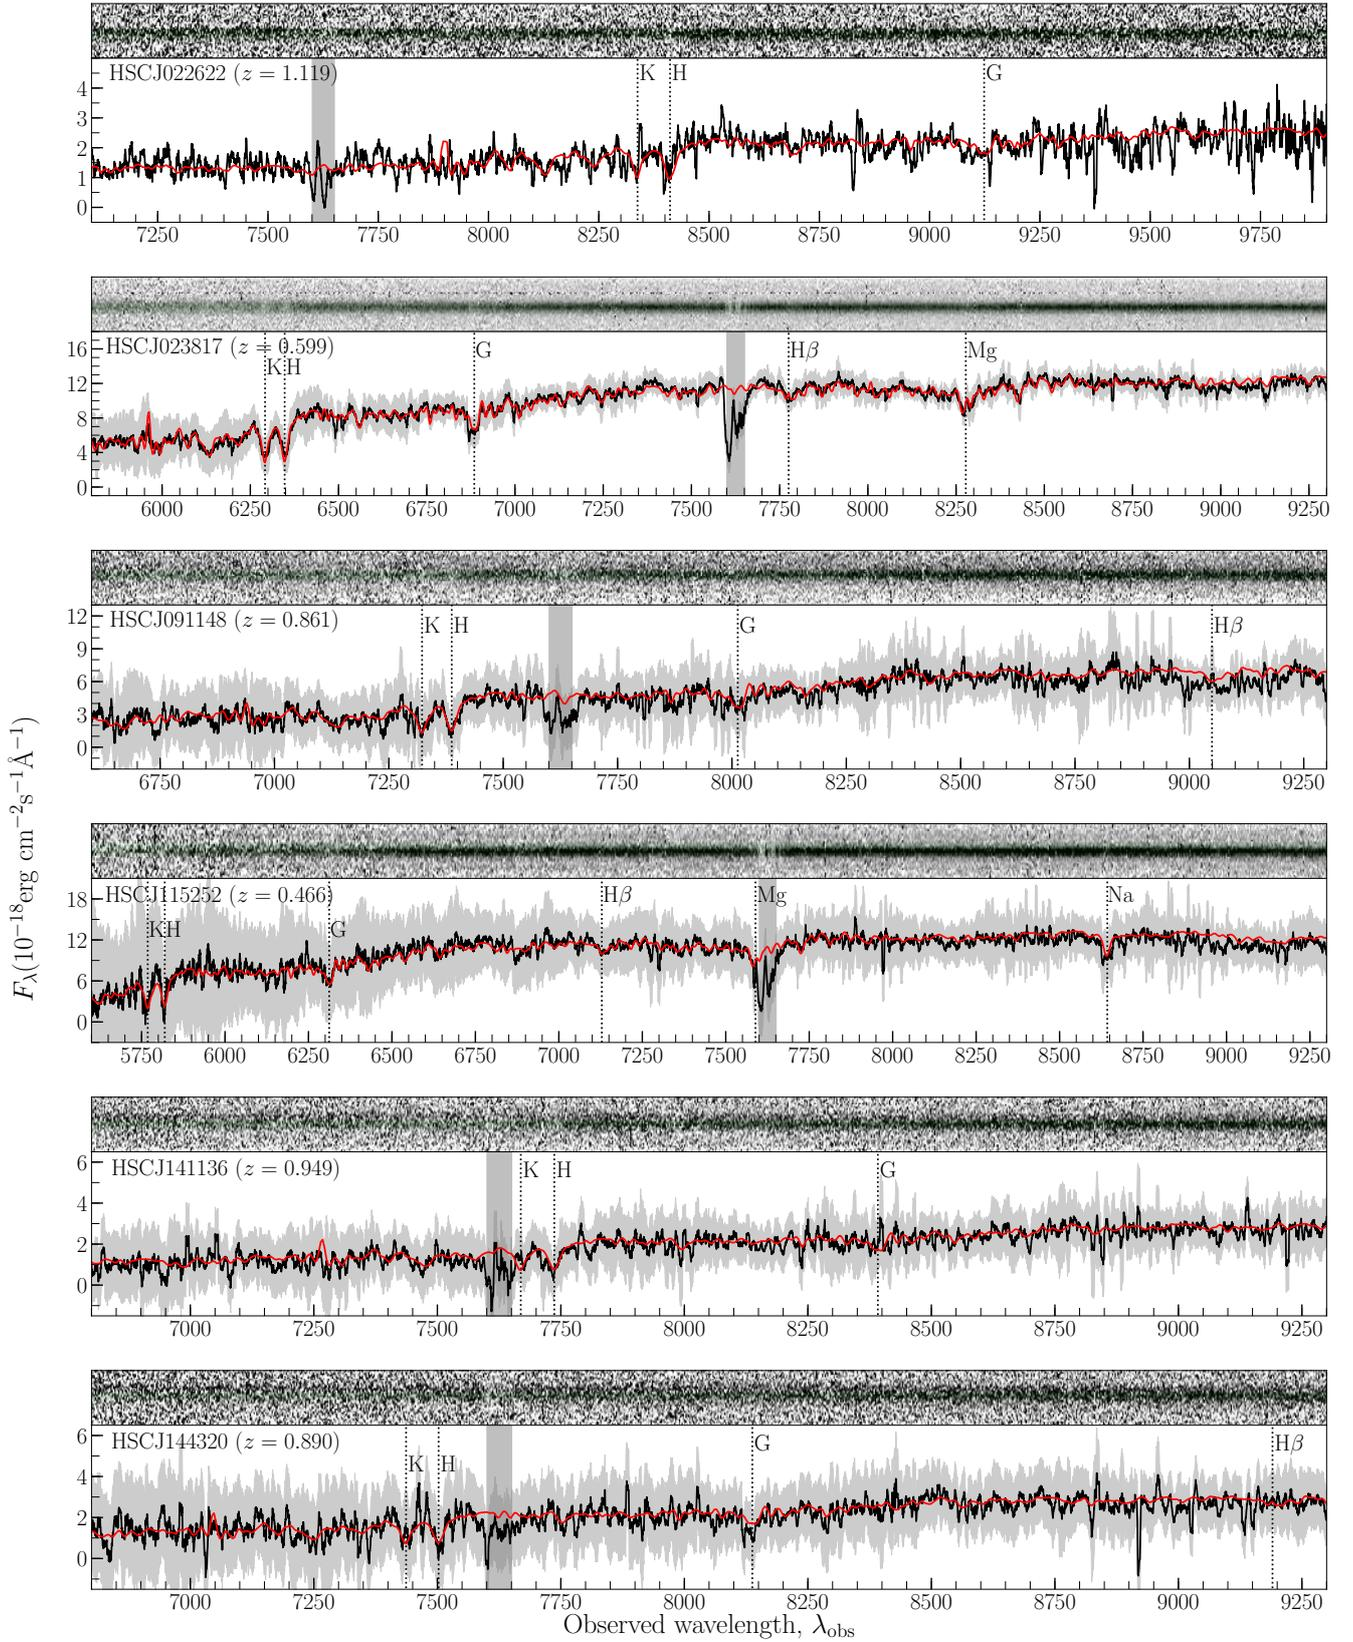 HSCJ022622 (z = 1.119)
K H G
4
3
2
1
0
7250 7500 7750 8000 8250 8500 8750 9000 9250 9500 9750
HSCJ023817 (z = 0.599)
K H G Hβ Mg
16
12
8
4
0
6000 6250 6500 6750 7000 7250 7500 7750 8000 8250 8500 8750 9000 9250
HSCJ091148 (z = 0.861)
K H G Hβ
12
9
6
3
0
6750 7000 7250 7500 7750 8000 8250 8500 8750 9000 9250
HSCJ115252 (z = 0.466)
K H G Hβ Mg Na
18
12
6
0
5750 6000 6250 6500 6750 7000 7250 7500 7750 8000 8250 8500 8750 9000 9250
HSCJ141136 (z = 0.949)
K H G
6
4
2
0
7000 7250 7500 7750 8000 8250 8500 8750 9000 9250
HSCJ144320 (z = 0.890)
K H G Hβ
6
4
2
0
7000 7250 7500 7750 8000 8250 8500 8750 9000 9250
Observed wavelength, λobs
Fλ(10⁻¹⁸erg cm⁻²s⁻¹Å⁻¹)